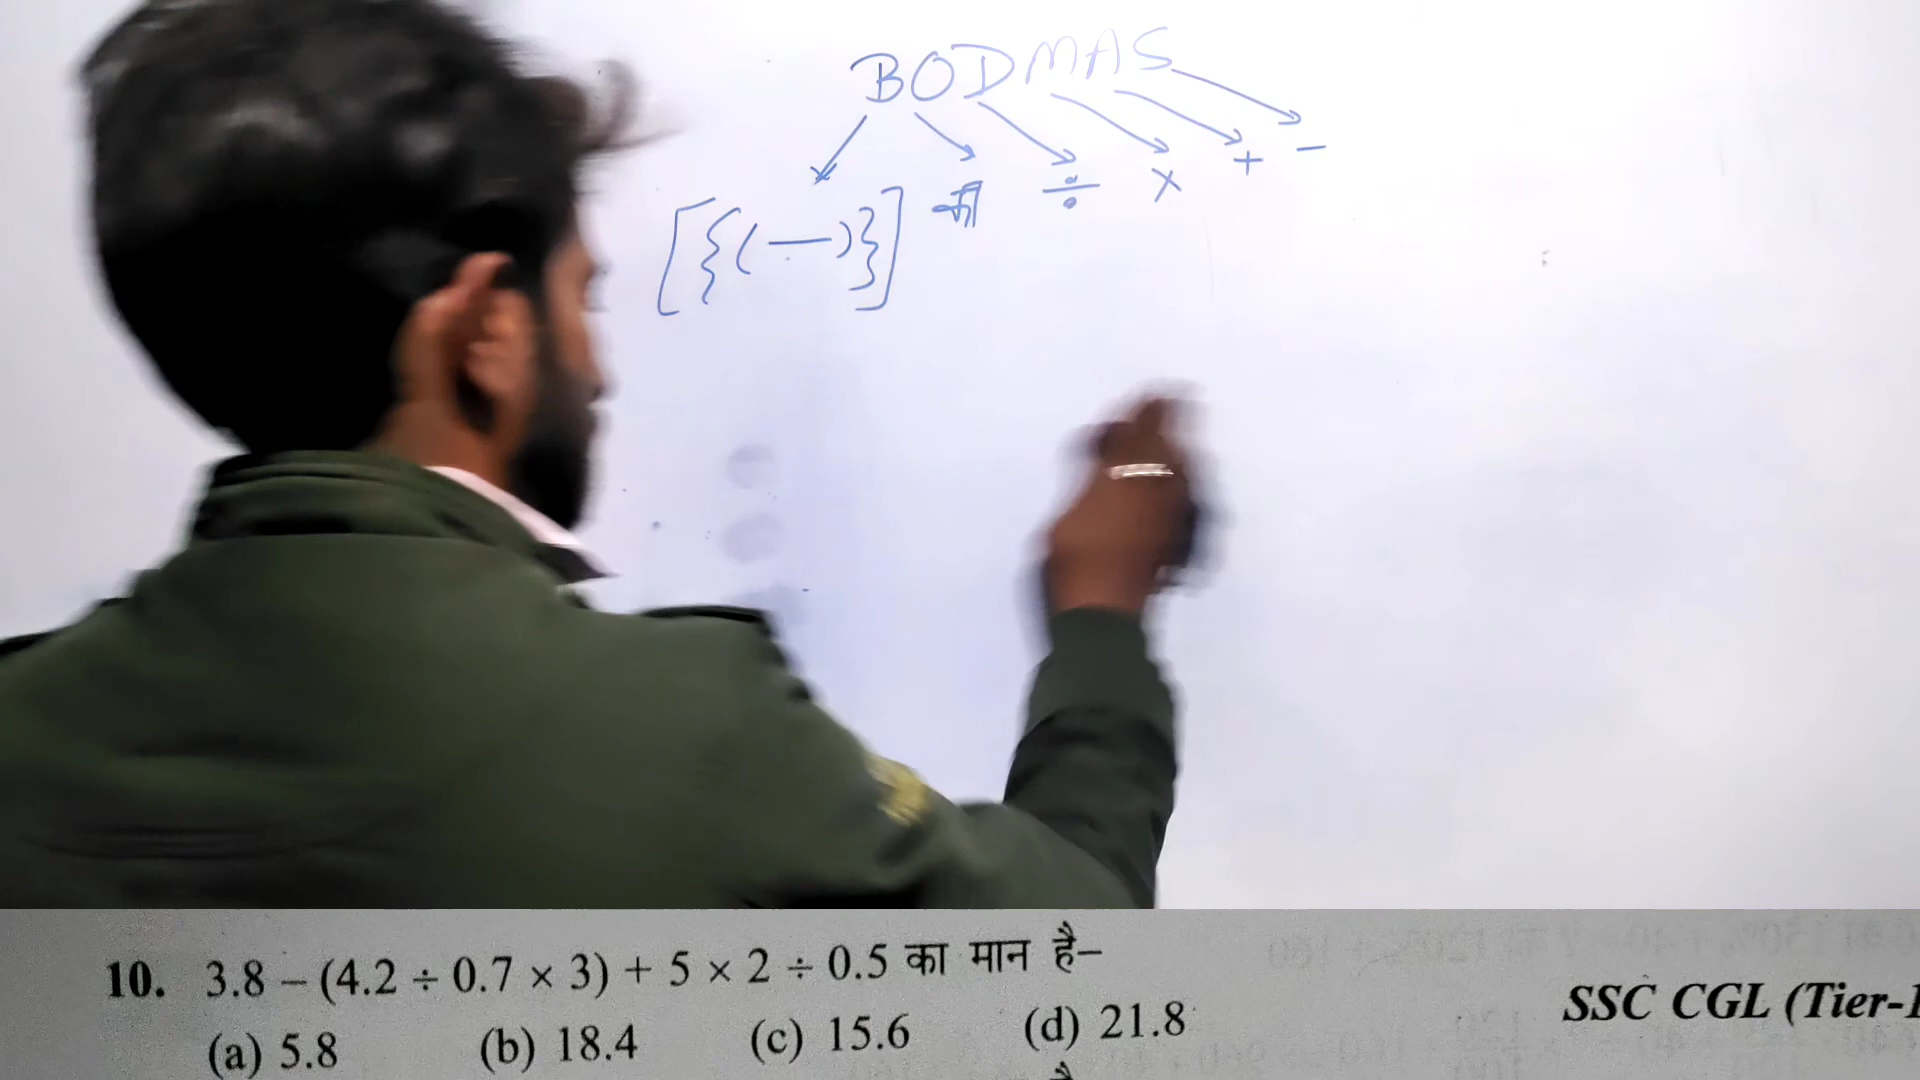 BODMAS
[{(—)}] की ÷ × + −
10. 3.8 – (4.2 ÷ 0.7 × 3) + 5 × 2 ÷ 0.5 का मान है–
SSC CGL (Tier-1
(a) 5.8 (b) 18.4 (c) 15.6 (d) 21.8